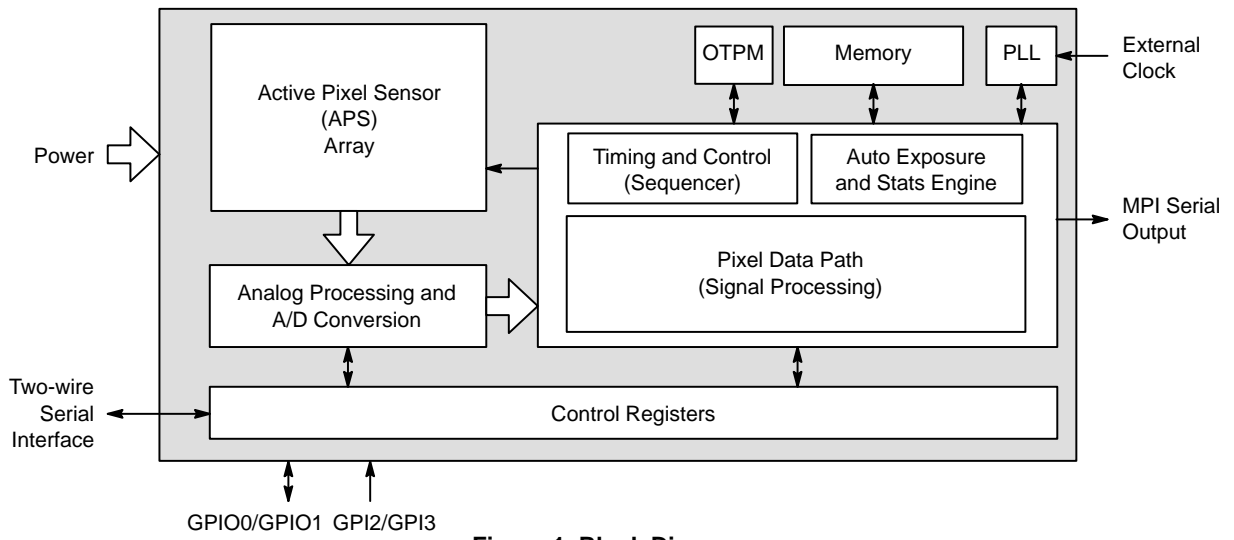 Active Pixel Sensor
(APS)
Array
OTPM
Memory
PLL
External
Clock
Power
Timing and Control
(Sequencer)
Auto Exposure
and Stats Engine
MPI Serial
Output
Pixel Data Path
(Signal Processing)
Analog Processing and
A/D Conversion
Two-wire
Serial
Interface
Control Registers
GPIO0/GPIO1 GPI2/GPI3